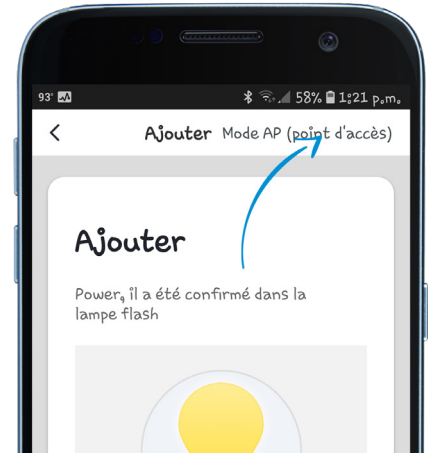 93° 58% 1:21 p.m.
Ajouter Mode AP (point d'accès)
Ajouter
Power, il a été confirmé dans la
lampe flash